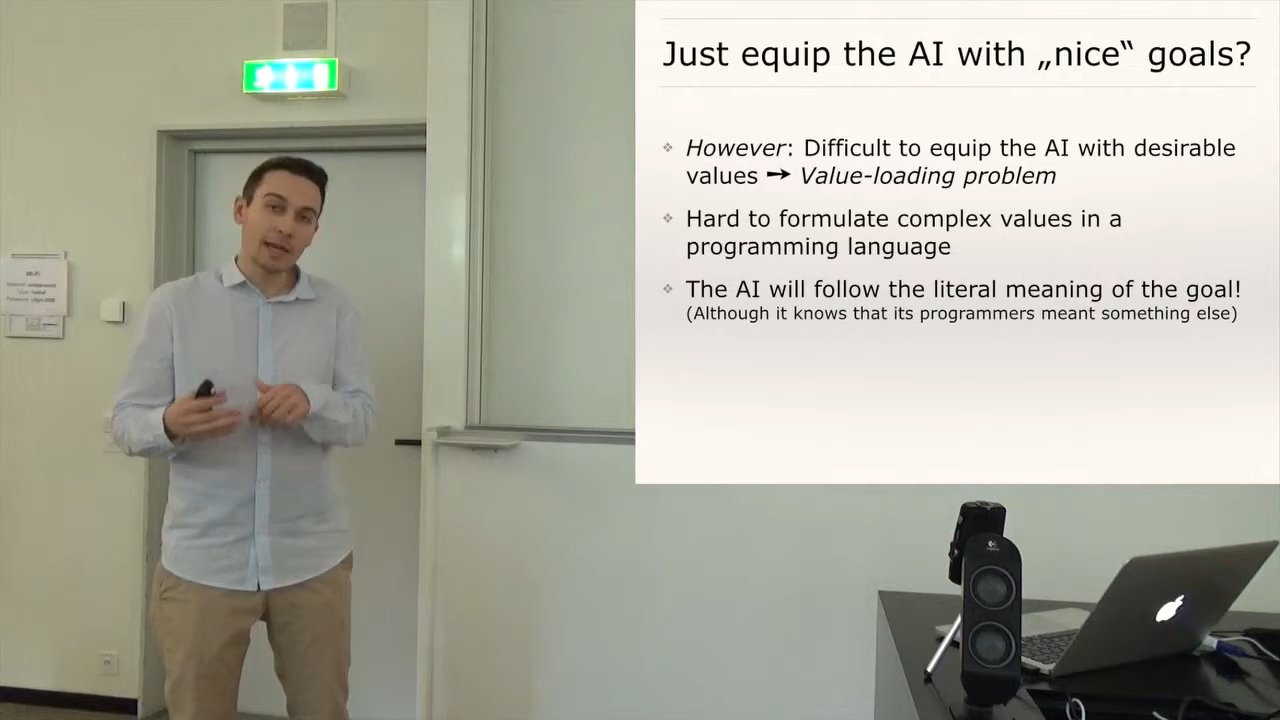 Just equip the AI with „nice“ goals?
However: Difficult to equip the AI with desirable
values ➙ Value-loading problem
Hard to formulate complex values in a
programming language
The AI will follow the literal meaning of the goal!
(Although it knows that its programmers meant something else)
Wi-Fi